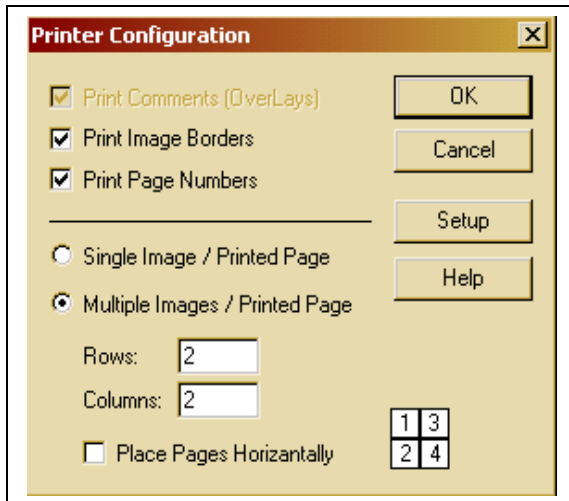 Printer Configuration
Print Comments (OverLays)
OK
Print Image Borders
Cancel
Print Page Numbers
Setup
Single Image / Printed Page
Help
Multiple Images / Printed Page
Rows: 2
Columns: 2
1 3
Place Pages Horizantally
2 4